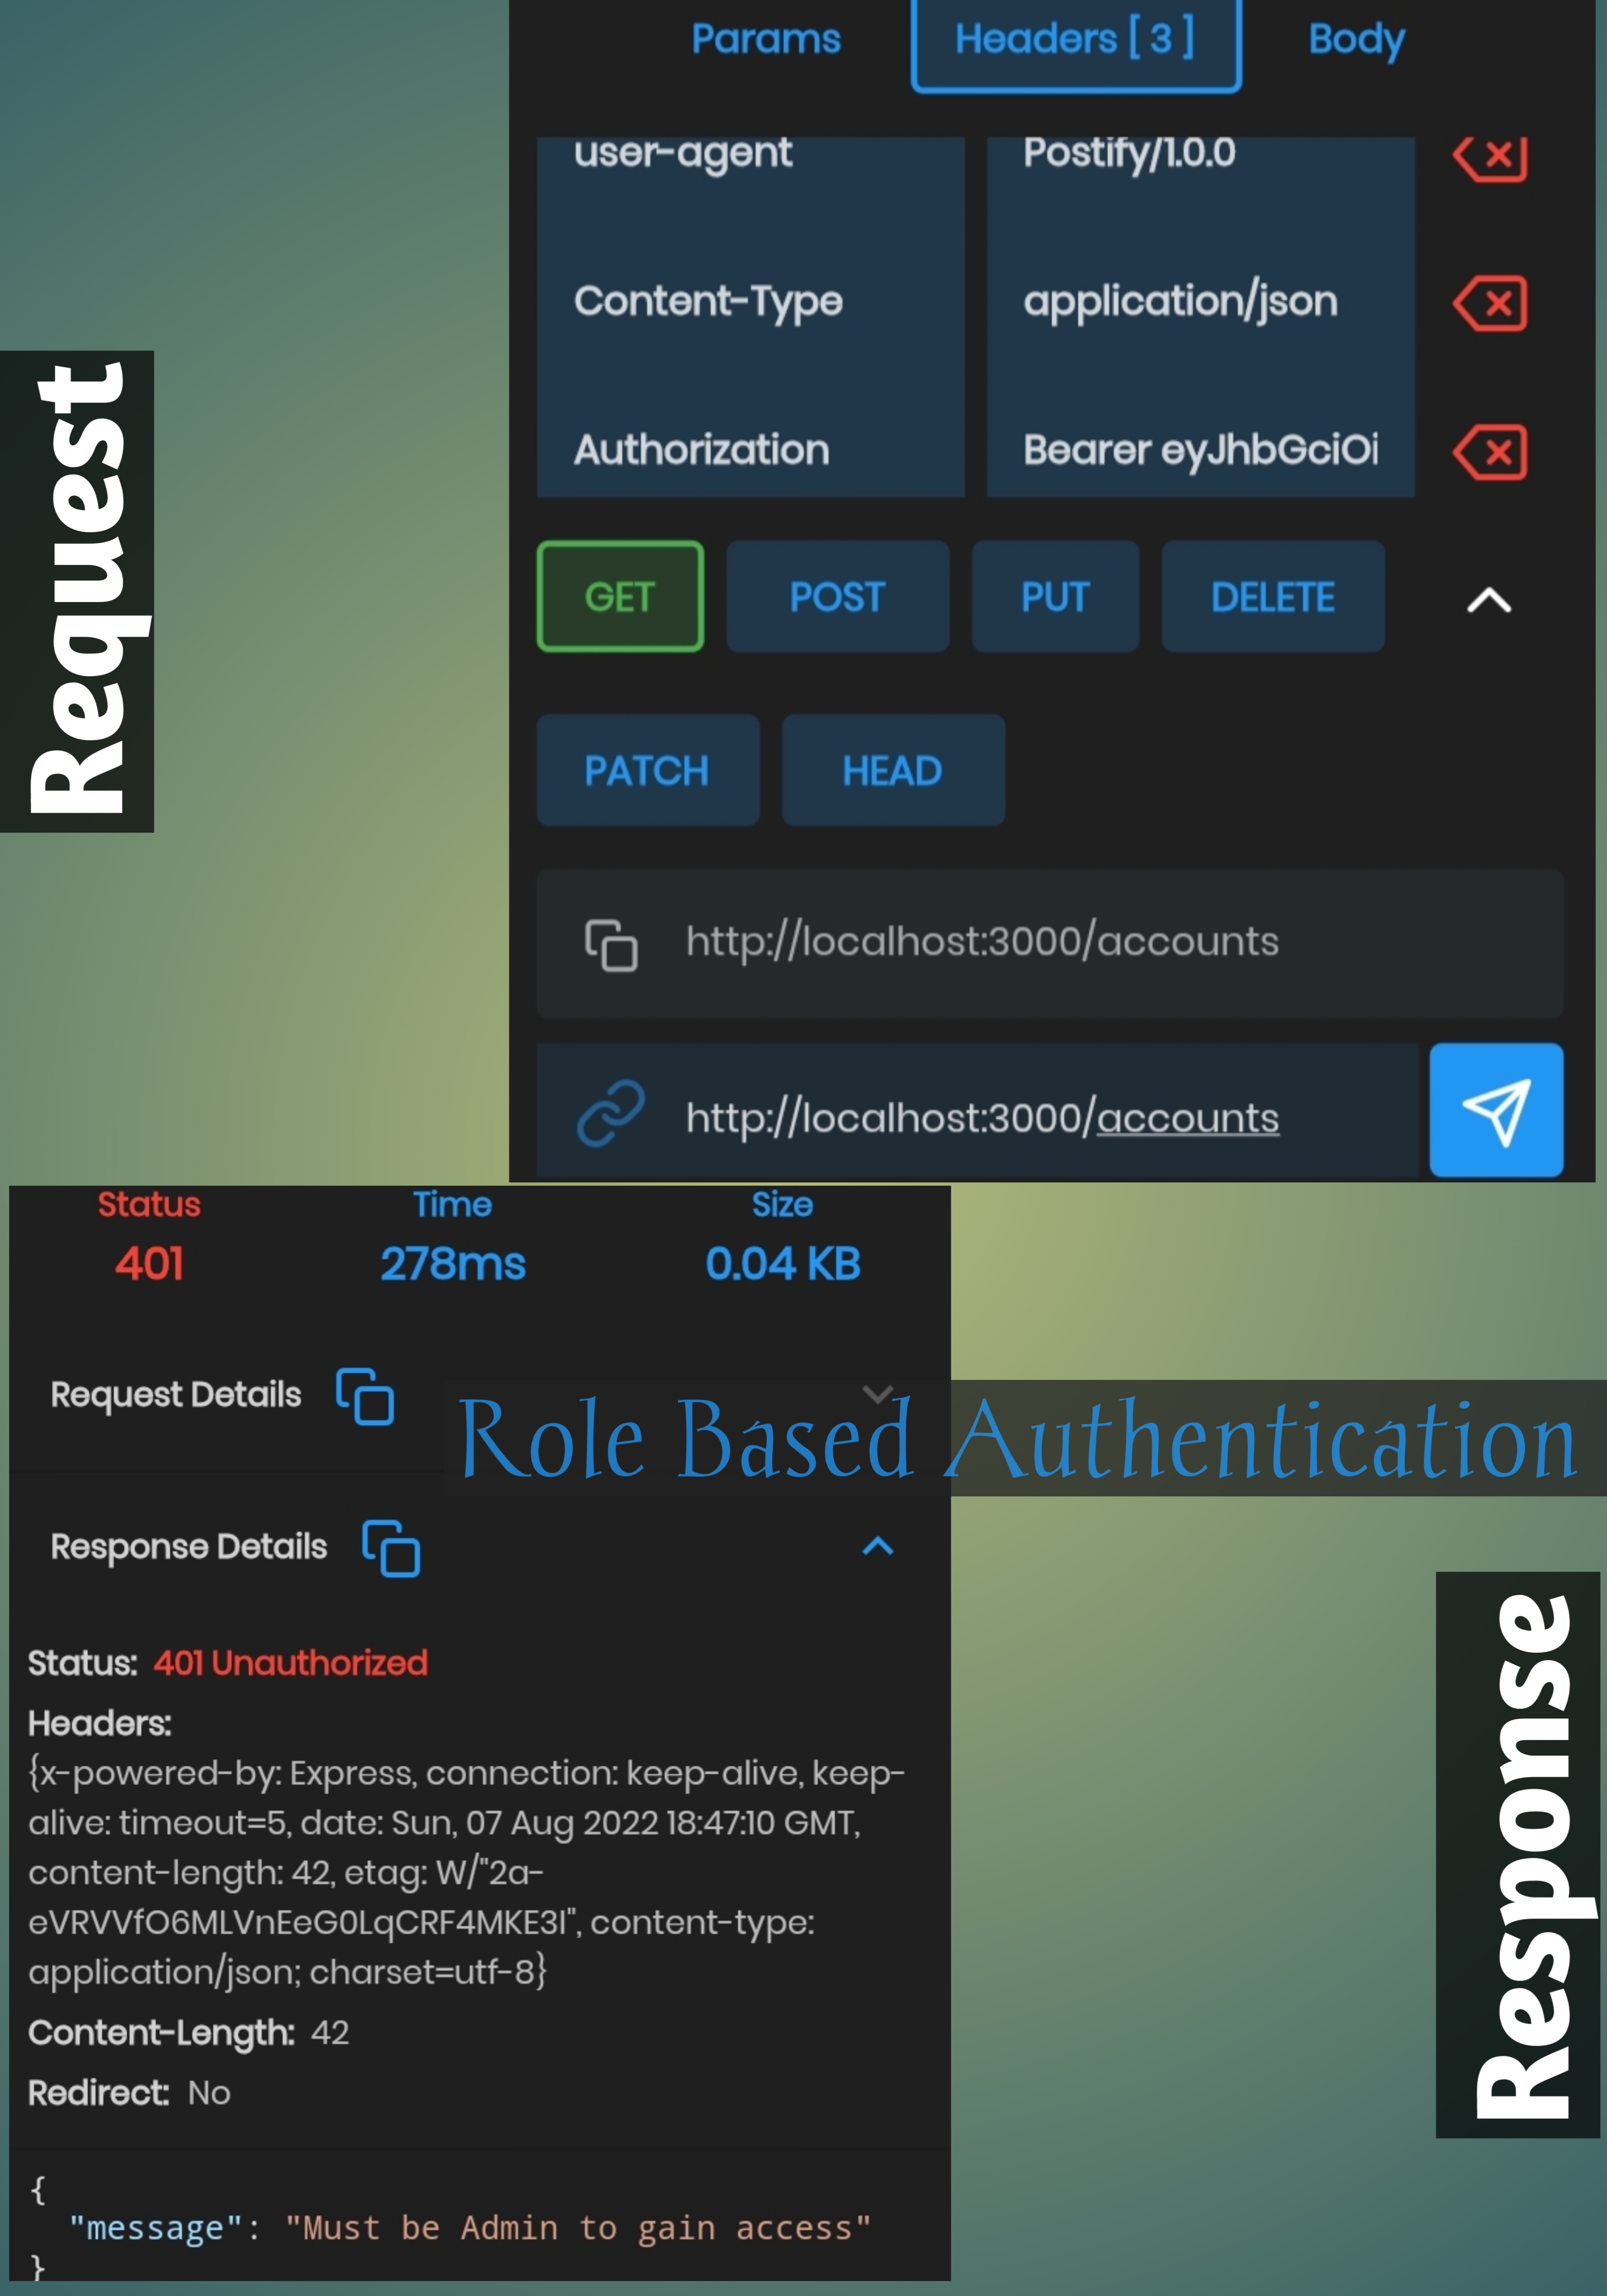 Params Headers [ 3 ] Body
user-agent Postify/1.0.0
Content-Type application/json
Authorization Bearer eyJhbGciOi
GET POST PUT DELETE
PATCH HEAD
http://localhost:3000/accounts
http://localhost:3000/accounts
Request
Status Time Size
401 278ms 0.04 KB
Request Details
Role Based Authentication
Response Details
Status: 401 Unauthorized
Headers:
{x-powered-by: Express, connection: keep-alive, keep-
alive: timeout=5, date: Sun, 07 Aug 2022 18:47:10 GMT,
content-length: 42, etag: W/"2a-
eVRVVfO6MLVnEeG0LqCRF4MKE3I", content-type:
application/json; charset=utf-8}
Content-Length: 42
Redirect: No
{
"message": "Must be Admin to gain access"
}
Response